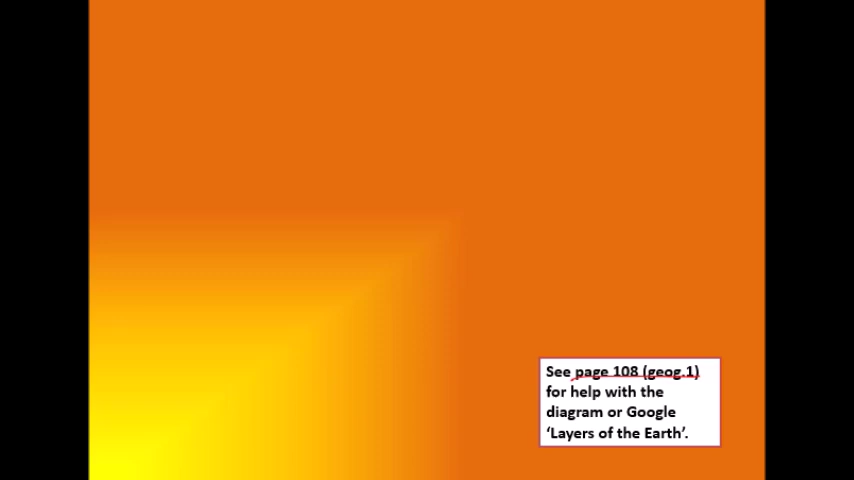 See page 108 (geog.1)
for help with the
diagram or Google
‘Layers of the Earth’.